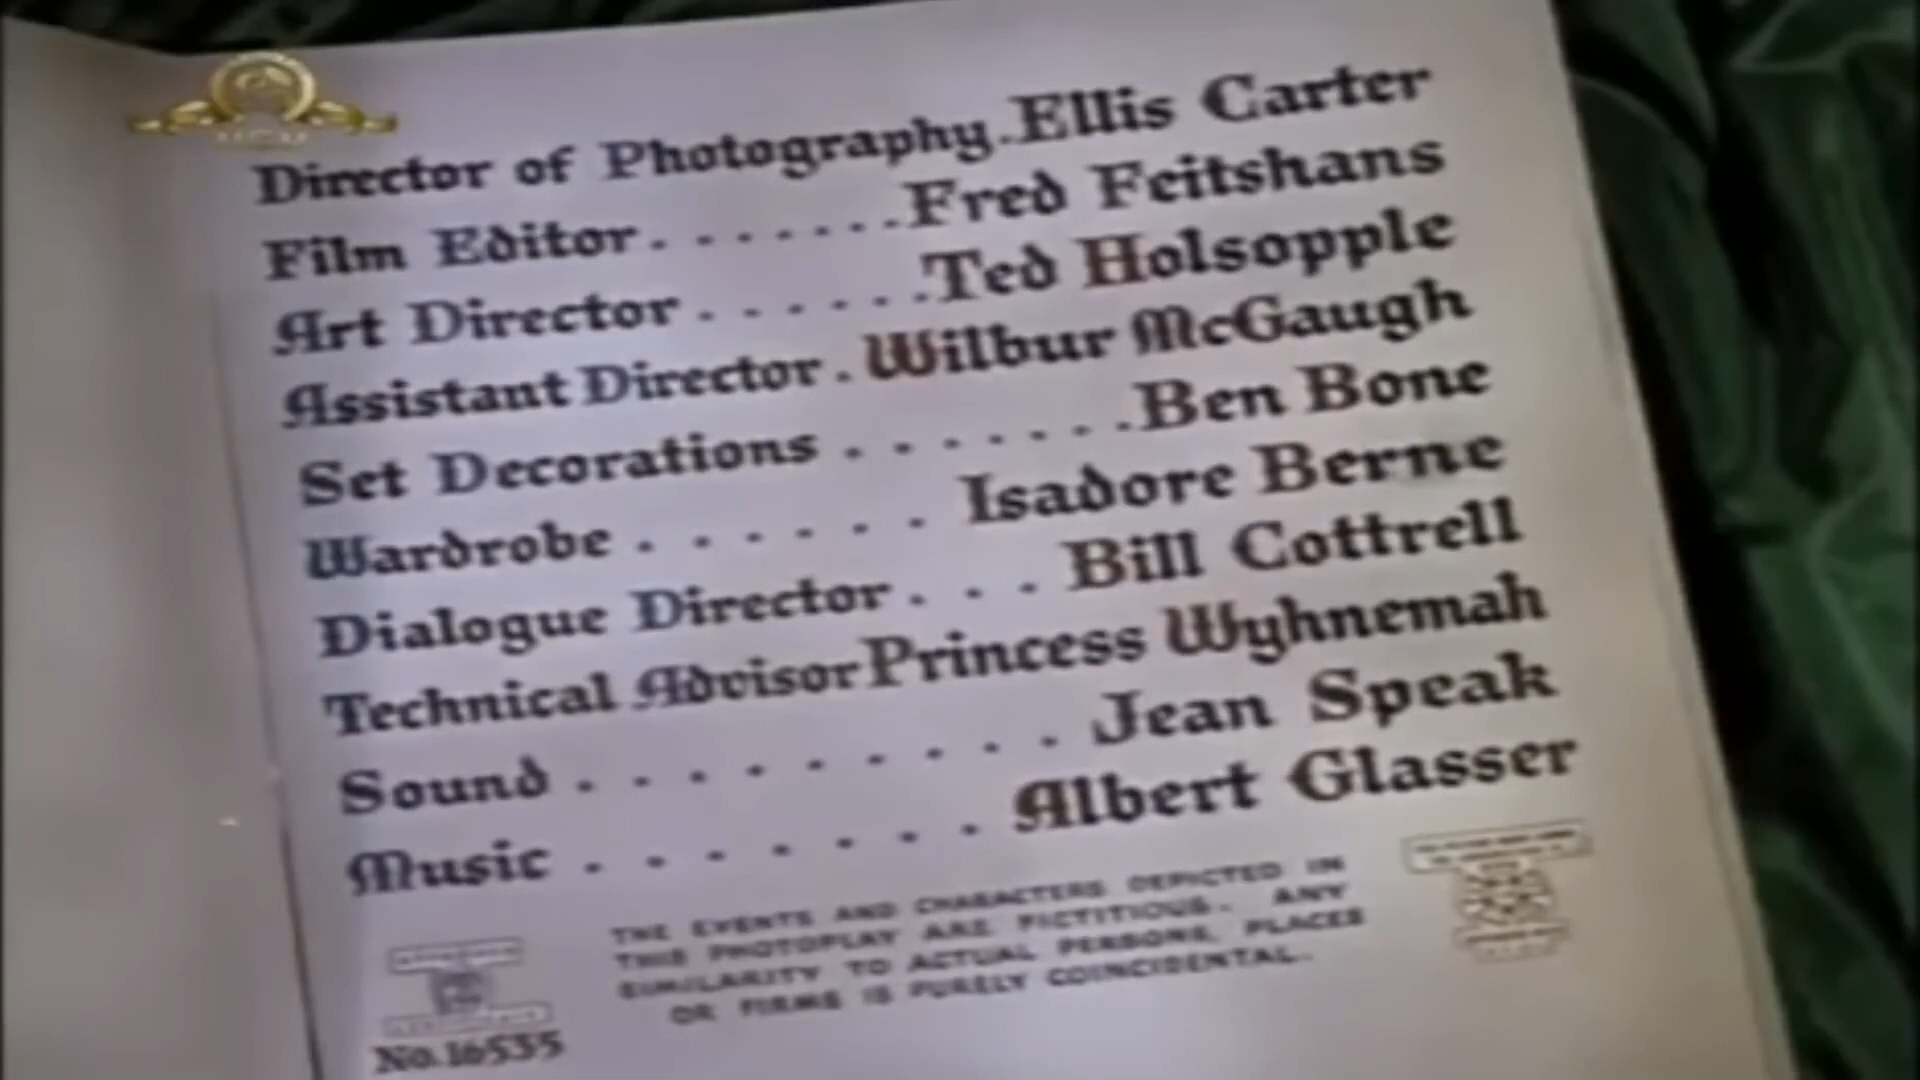 Director of Photography. Ellis Carter
Film Editor. . . . . . . Fred Feitshans
Art Director . . . . . . Ted Holsopple
Assistant Director . Wilbur McGaugh
Set Decorations . . . . . . . Ben Bone
Wardrobe . . . . . . Isadore Berne
Dialogue Director . . . Bill Cottrell
Technical Advisor Princess Wyhnemah
Sound . . . . . . . . . Jean Speak
Music . . . . . . . Albert Glasser
THE EVENTS AND CHARACTERS DEPICTED IN
THIS PHOTOPLAY ARE FICTITIOUS. ANY
SIMILARITY TO ACTUAL PERSONS, PLACES
OR FIRMS IS PURELY COINCIDENTAL.
No. 16535